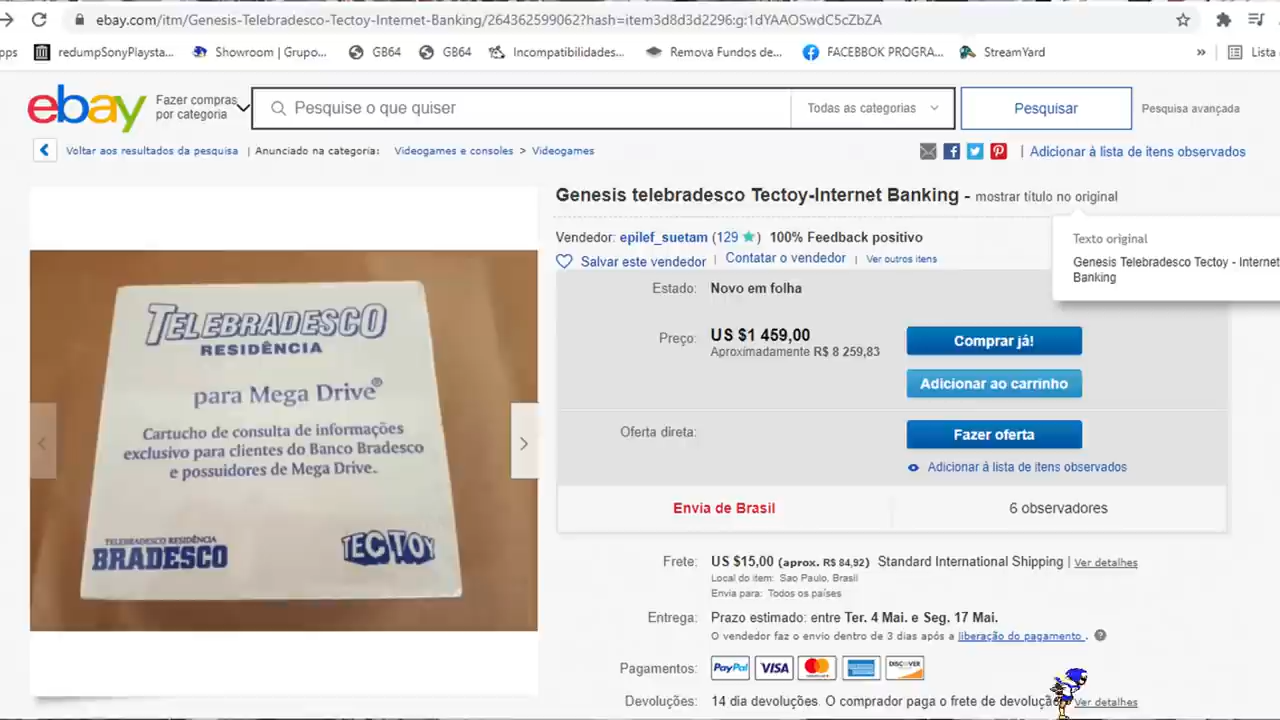 ebay.com/itm/Genesis-Telebradesco-Tectoy-Internet-Banking/264362599062?hash=item3d8d3d2296:g:1dYAAOSwdC5cZbZA
pps redumpSonyPlaysta... Showroom | Grupo... GB64 GB64 Incompatibilidades... Remova Fundos de... FACEBBOK PROGRA... StreamYard » Lista
ebay Fazer compras por categoria Pesquise o que quiser Todas as categorias Pesquisar Pesquisa avançada
Voltar aos resultados da pesquisa | Anunciado na categoria: Videogames e consoles > Videogames | Adicionar à lista de itens observados
Genesis telebradesco Tectoy-Internet Banking - mostrar título no original
Texto original
Genesis Telebradesco Tectoy - Internet
Banking
Vendedor: epilef_suetam (129 ) 100% Feedback positivo
Salvar este vendedor | Contatar o vendedor | Ver outros itens
Estado: Novo em folha
Preço: US $1 459,00
Aproximadamente R$ 8 259,83
Comprar já!
Adicionar ao carrinho
Oferta direta:
Fazer oferta
Adicionar à lista de itens observados
Envia de Brasil 6 observadores
Frete: US $15,00 (aprox. R$ 84,92) Standard International Shipping | Ver detalhes
Local do item: Sao Paulo, Brasil
Envia para: Todos os países
Entrega: Prazo estimado: entre Ter. 4 Mai. e Seg. 17 Mai.
O vendedor faz o envio dentro de 3 dias após a liberação do pagamento . ?
Pagamentos: PayPal VISA MasterCard DISCOVER
Devoluções: 14 dia devoluções. O comprador paga o frete de devolução Ver detalhes
TELEBRADESCO
RESIDÊNCIA
para Mega Drive®
Cartucho de consulta de informações
exclusivo para clientes do Banco Bradesco
e possuidores de Mega Drive.
TELEBRADESCO RESIDÊNCIA
BRADESCO
TECTOY